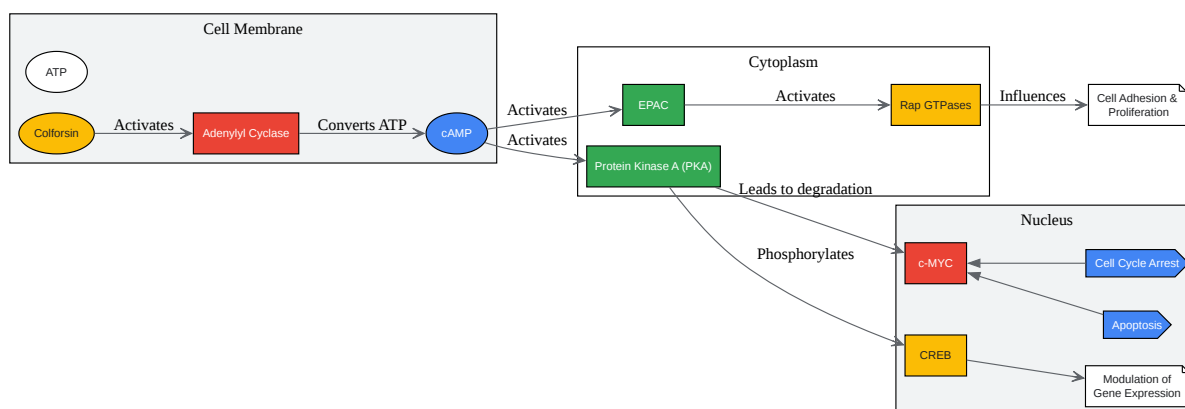 Cell Membrane
ATP
Colforsin
Activates
Adenylyl Cyclase
Converts ATP
cAMP
Activates
Activates
Cytoplasm
EPAC
Activates
Rap GTPases
Influences
Cell Adhesion &
Proliferation
Protein Kinase A (PKA)
Leads to degradation
Phosphorylates
Nucleus
c-MYC
Cell Cycle Arrest
Apoptosis
CREB
Modulation of
Gene Expression